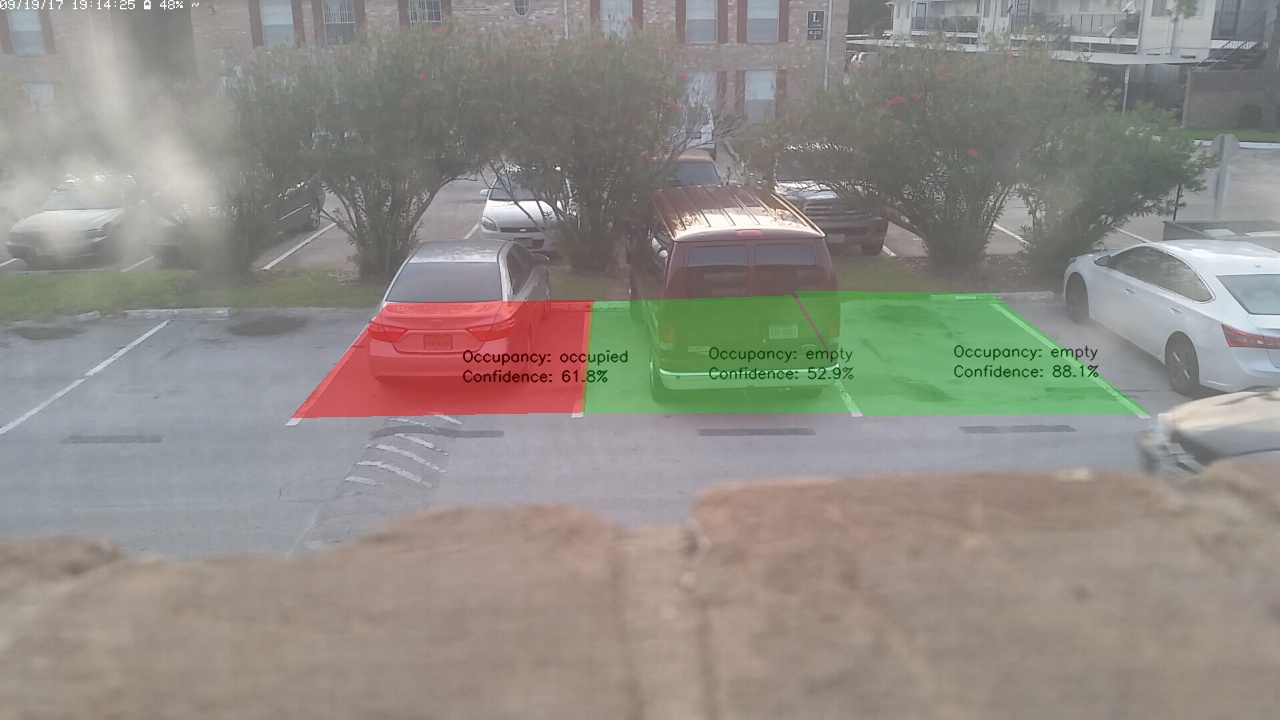 09/19/17 19:14:25 48% ~
L
Occupancy: occupied
Confidence: 61.8%
Occupancy: empty
Confidence: 52.9%
Occupancy: empty
Confidence: 88.1%